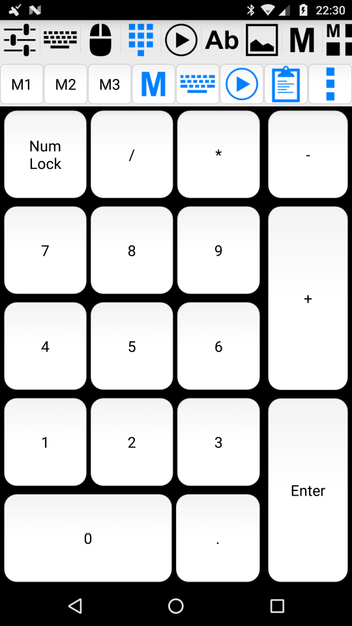 22:30
Ab M M
M1 M2 M3 M
Num
Lock / * -
7 8 9
+
4 5 6
1 2 3
Enter
0 .